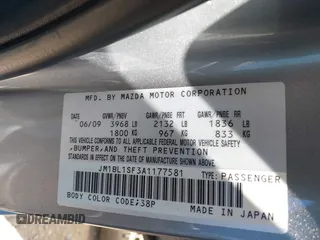 MFD. BY MAZDA MOTOR CORPORATION
DATE GVWR/PNBV GAWR/PNBE FRT GAWR/PNBE RR
06/09 3968 LB 2132 LB 1836 LB
1800 KG 967 KG 833 KG
THIS VEHICLE CONFORMS TO ALL APPLICABLE FEDERAL MOTOR VEHICLE SAFETY
,BUMPER,AND THEFT PREVENTION
STANDARDS IN EFFECT ON THE DATE OF MANUFACTURE SHOWN ABOVE.
JM1BL1SF3A1177581 TYPE: PASSENGER
BODY COLOR CODE;38P MADE IN JAPAN
DREAMBID